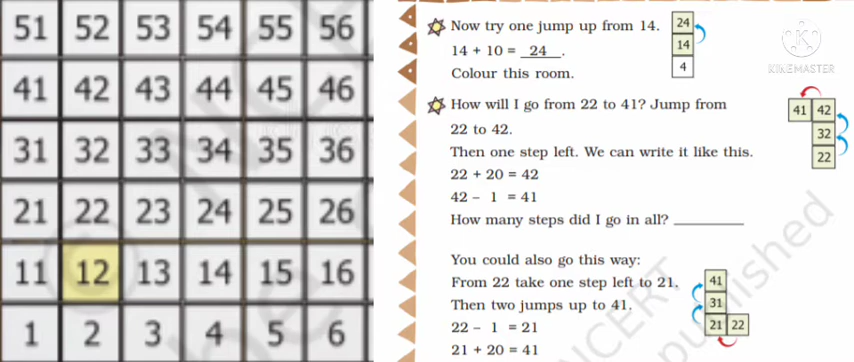 51 52 53 54 55 56
41 42 43 44 45 46
31 32 33 34 35 36
21 22 23 24 25 26
11 12 13 14 15 16
1 2 3 4 5 6
Now try one jump up from 14.
14 + 10 = 24 .
Colour this room.
24
14
4
KINEMASTER
How will I go from 22 to 41? Jump from
22 to 42.
Then one step left. We can write it like this.
22 + 20 = 42
42 – 1 = 41
How many steps did I go in all? ________
41 42
32
22
You could also go this way:
From 22 take one step left to 21.
Then two jumps up to 41.
22 – 1 = 21
21 + 20 = 41
41
31
21 22